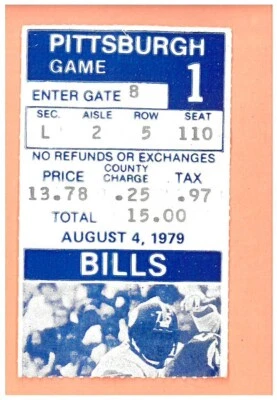 PITTSBURGH
GAME 1
ENTER GATE 8
SEC. AISLE ROW SEAT
L 2 5 110
NO REFUNDS OR EXCHANGES
PRICE COUNTY CHARGE TAX
13.78 .25 .97
TOTAL 15.00
AUGUST 4, 1979
BILLS